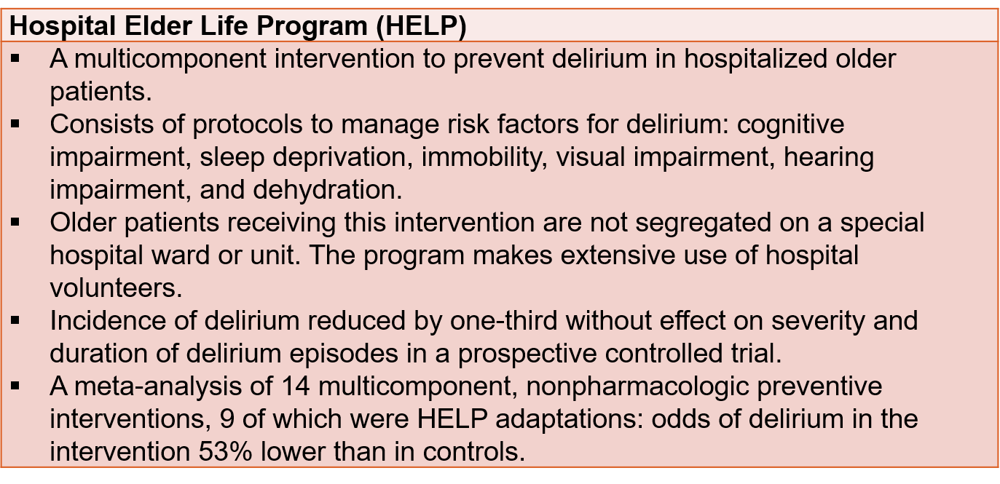 Hospital Elder Life Program (HELP)
▪ A multicomponent intervention to prevent delirium in hospitalized older
patients.
▪ Consists of protocols to manage risk factors for delirium: cognitive
impairment, sleep deprivation, immobility, visual impairment, hearing
impairment, and dehydration.
▪ Older patients receiving this intervention are not segregated on a special
hospital ward or unit. The program makes extensive use of hospital
volunteers.
▪ Incidence of delirium reduced by one-third without effect on severity and
duration of delirium episodes in a prospective controlled trial.
▪ A meta-analysis of 14 multicomponent, nonpharmacologic preventive
interventions, 9 of which were HELP adaptations: odds of delirium in the
intervention 53% lower than in controls.